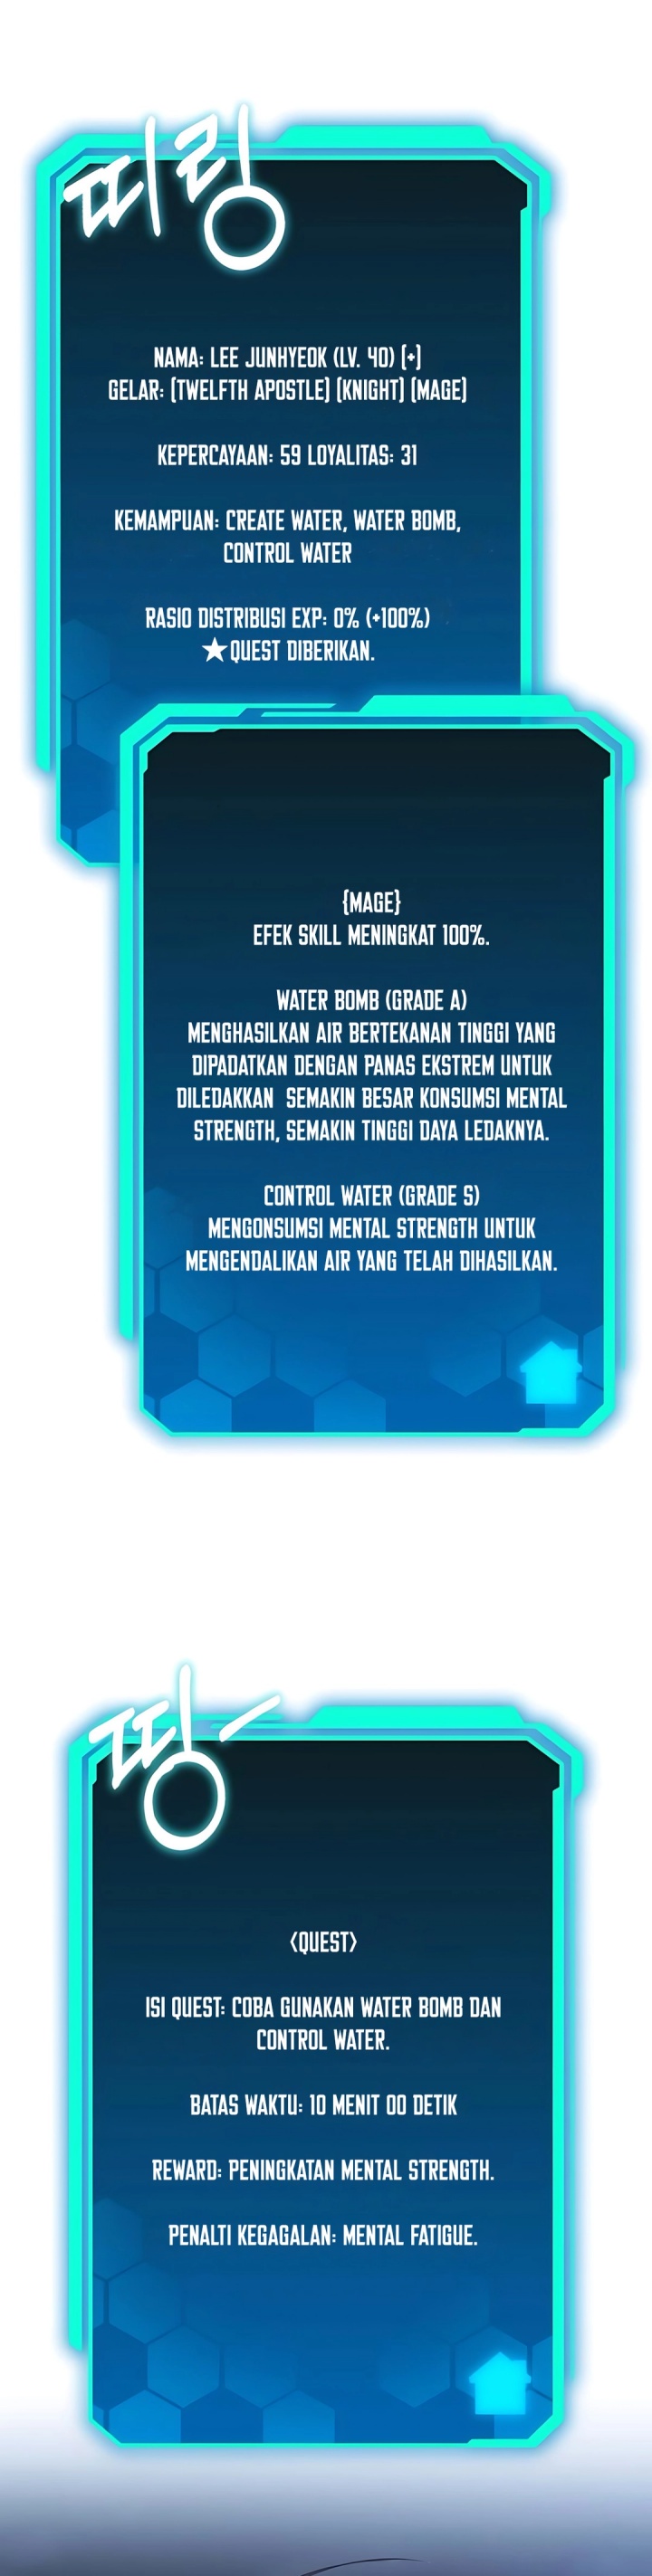 띠링
NAMA: LEE JUNHYEOK (LV. 40) [+]
GELAR: [TWELFTH APOSTLE] [KNIGHT] [MAGE]
KEPERCAYAAN: 59 LOYALITAS: 31
KEMAMPUAN: CREATE WATER, WATER BOMB,
CONTROL WATER
RASIO DISTRIBUSI EXP: 0% (+100%)
★QUEST DIBERIKAN.
{MAGE}
EFEK SKILL MENINGKAT 100%.
WATER BOMB (GRADE A)
MENGHASILKAN AIR BERTEKANAN TINGGI YANG
DIPADATKAN DENGAN PANAS EKSTREM UNTUK
DILEDAKKAN SEMAKIN BESAR KONSUMSI MENTAL
STRENGTH, SEMAKIN TINGGI DAYA LEDAKNYA.
CONTROL WATER (GRADE S)
MENGONSUMSI MENTAL STRENGTH UNTUK
MENGENDALIKAN AIR YANG TELAH DIHASILKAN.
띵—
<QUEST>
ISI QUEST: COBA GUNAKAN WATER BOMB DAN
CONTROL WATER.
BATAS WAKTU: 10 MENIT 00 DETIK
REWARD: PENINGKATAN MENTAL STRENGTH.
PENALTI KEGAGALAN: MENTAL FATIGUE.